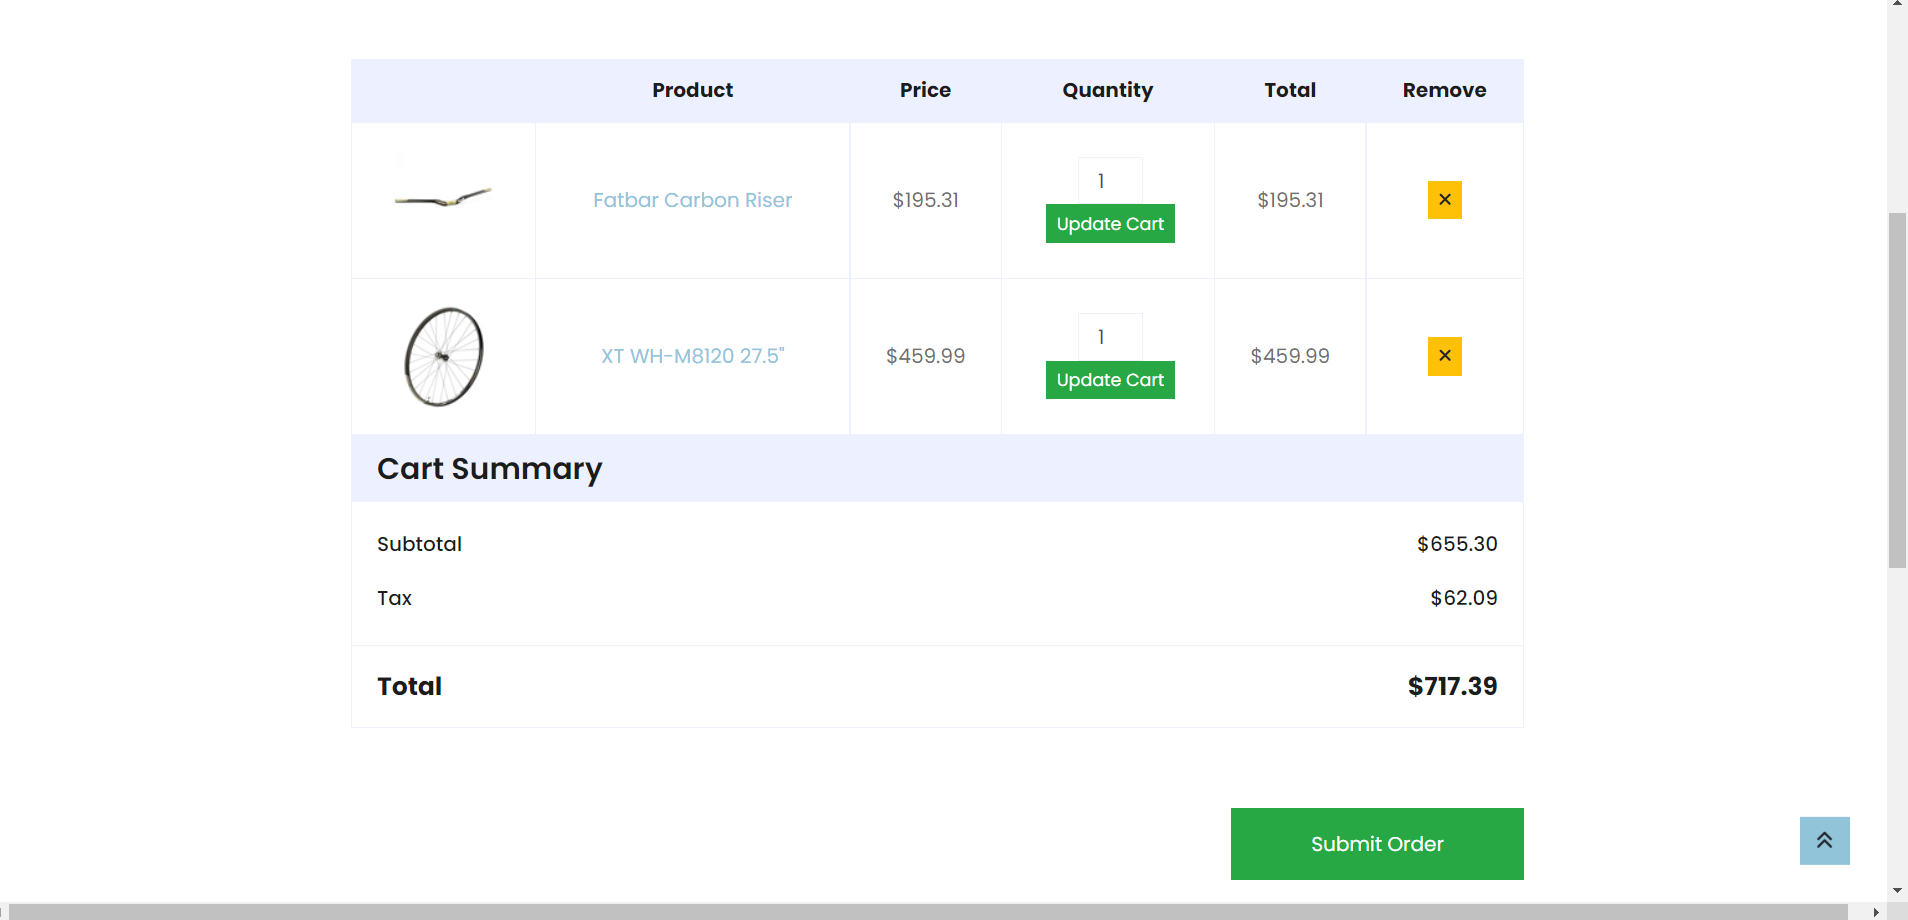 Product Price Quantity Total Remove
Fatbar Carbon Riser $195.31 1 $195.31 ×
Update Cart
XT WH-M8120 27.5" $459.99 1 $459.99 ×
Update Cart
Cart Summary
Subtotal $655.30
Tax $62.09
Total $717.39
Submit Order